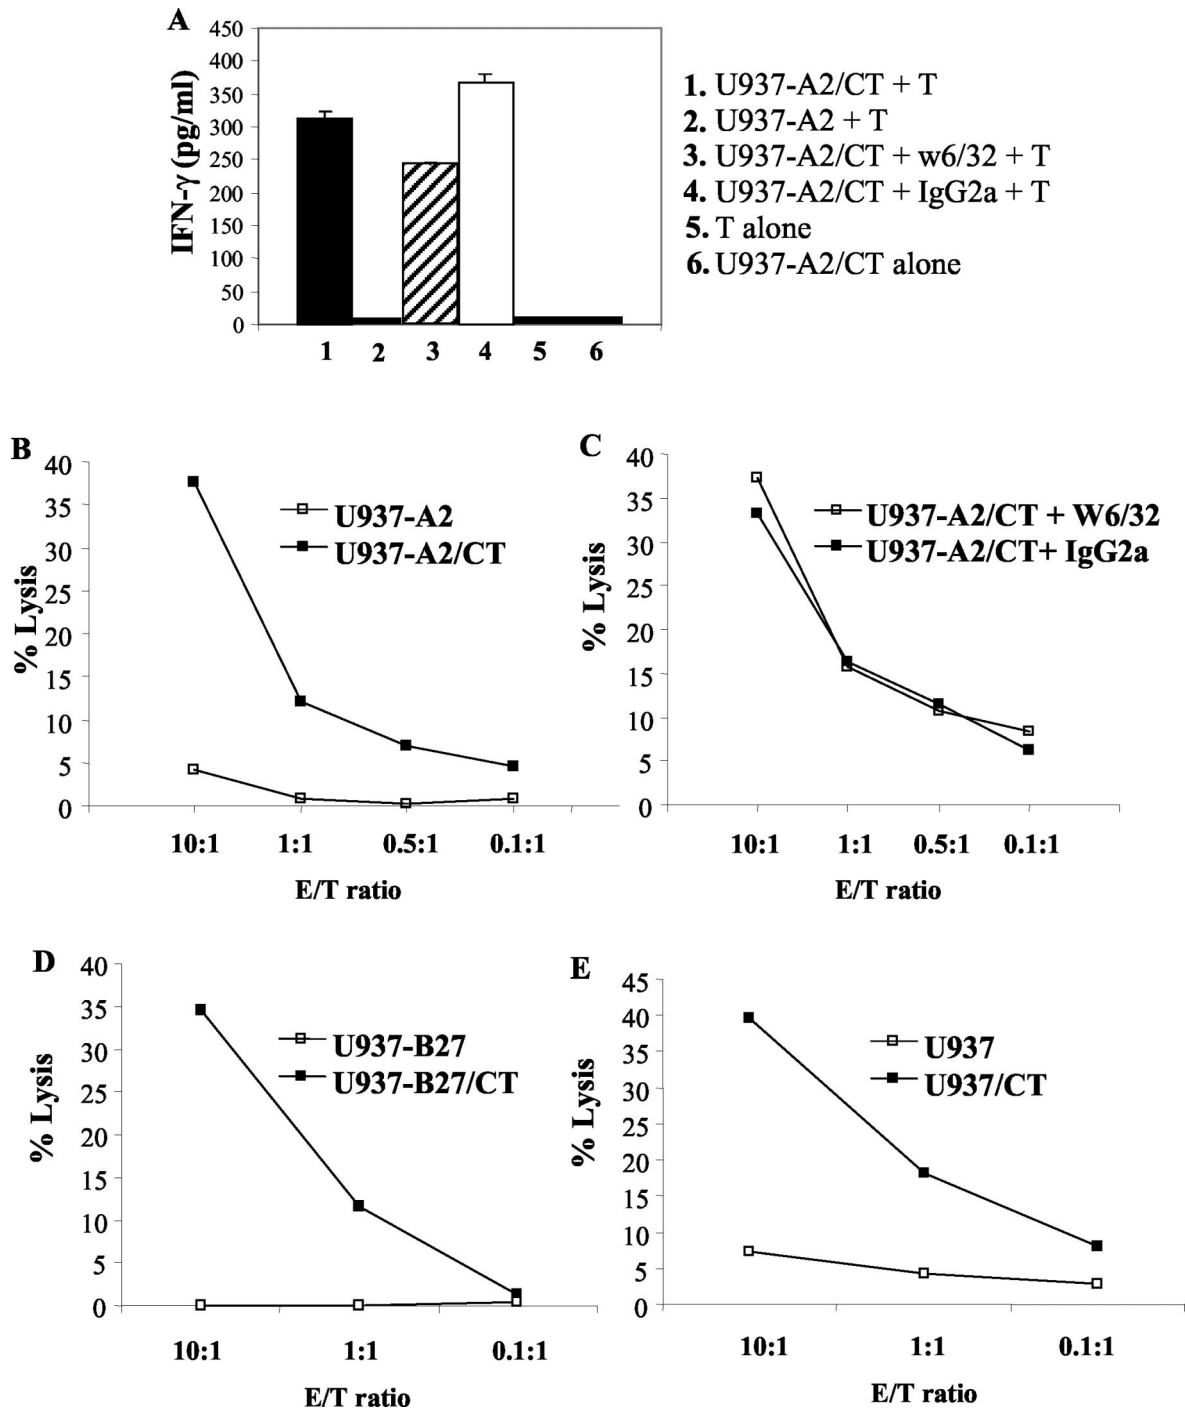 A
450
400
350
300
250
200
150
100
50
0
IFN-γ (pg/ml)
1 2 3 4 5 6
1. U937-A2/CT + T
2. U937-A2 + T
3. U937-A2/CT + w6/32 + T
4. U937-A2/CT + IgG2a + T
5. T alone
6. U937-A2/CT alone
B
40
35
30
25
20
15
10
5
0
% Lysis
U937-A2
U937-A2/CT
10:1 1:1 0.5:1 0.1:1
E/T ratio
C
40
35
30
25
20
15
10
5
0
% Lysis
U937-A2/CT + W6/32
U937-A2/CT+ IgG2a
10:1 1:1 0.5:1 0.1:1
E/T ratio
D
40
35
30
25
20
15
10
5
0
% Lysis
U937-B27
U937-B27/CT
10:1 1:1 0.1:1
E/T ratio
E
45
40
35
30
25
20
15
10
5
0
% Lysis
U937
U937/CT
10:1 1:1 0.1:1
E/T ratio